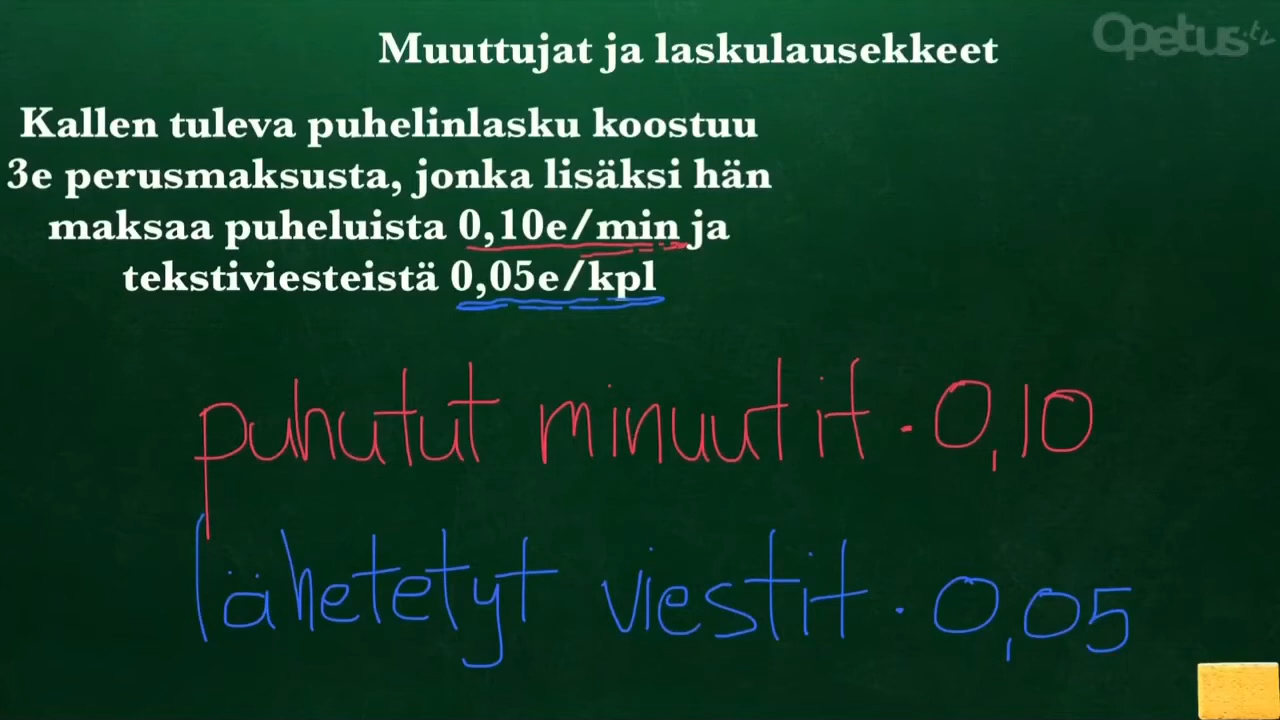 Opetus.tv
Muuttujat ja laskulausekkeet
Kallen tuleva puhelinlasku koostuu
3e perusmaksusta, jonka lisäksi hän
maksaa puheluista 0,10e/min ja
tekstiviesteistä 0,05e/kpl
puhutut minuutit · 0,10
lähetetyt viestit · 0,05